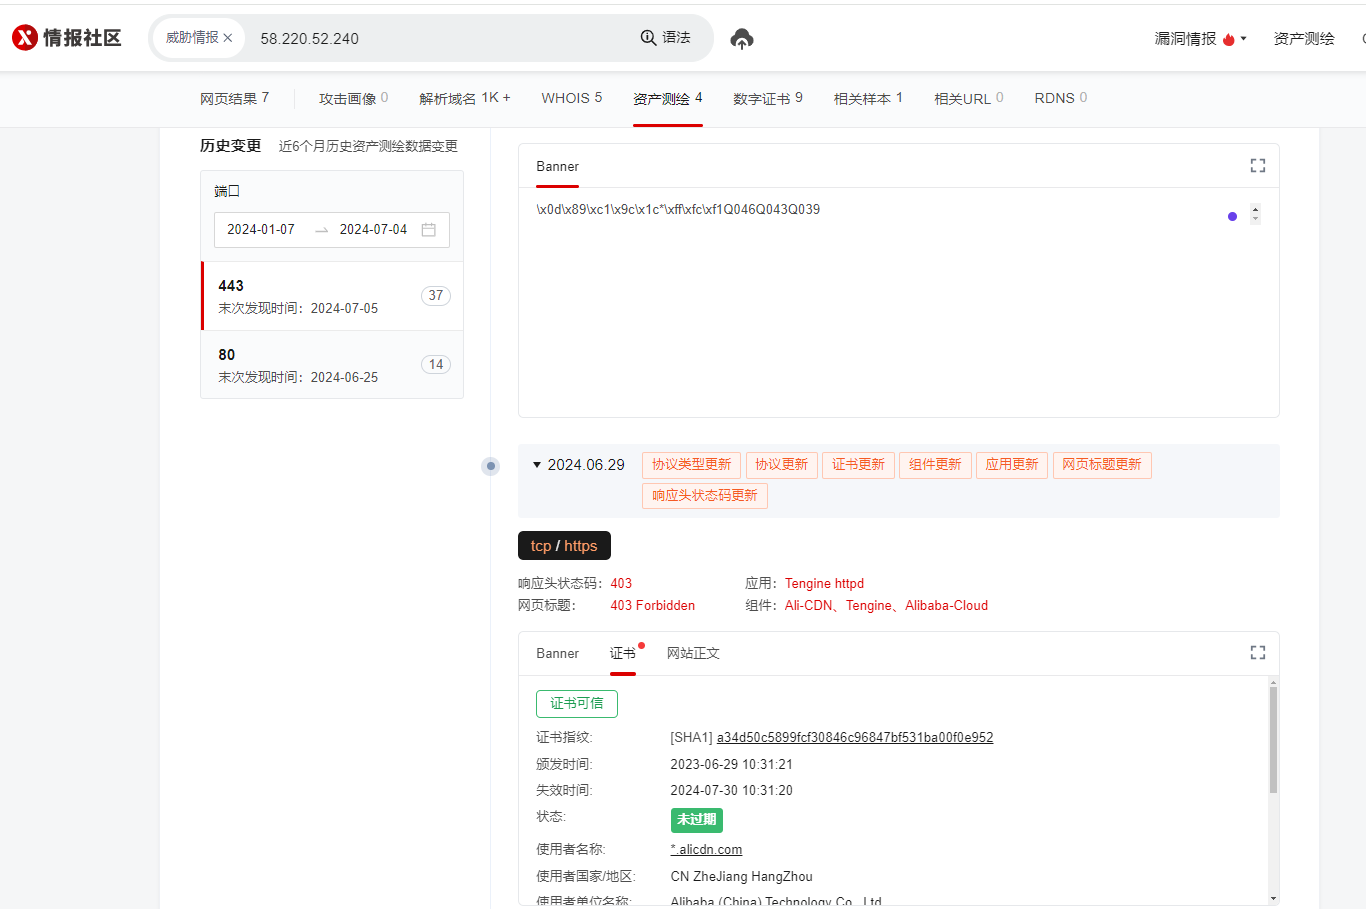 情报社区 威胁情报 × 58.220.52.240 语法 漏洞情报 资产测绘
网页结果 7 攻击画像 0 解析域名 1K + WHOIS 5 资产测绘 4 数字证书 9 相关样本 1 相关URL 0 RDNS 0
历史变更 近6个月历史资产测绘数据变更
端口
2024-01-07 → 2024-07-04
443
末次发现时间：2024-07-05
37
80
末次发现时间：2024-06-25
14
Banner
\x0d\x89\xc1\x9c\x1c*\xff\xfc\xf1Q046Q043Q039
2024.06.29 协议类型更新 协议更新 证书更新 组件更新 应用更新 网页标题更新
响应头状态码更新
tcp / https
响应头状态码： 403 应用： Tengine httpd
网页标题： 403 Forbidden 组件： Ali-CDN、Tengine、Alibaba-Cloud
Banner 证书 网站正文
证书可信
证书指纹: [SHA1] a34d50c5899fcf30846c96847bf531ba00f0e952
颁发时间: 2023-06-29 10:31:21
失效时间: 2024-07-30 10:31:20
状态: 未过期
使用者名称: *.alicdn.com
使用者国家/地区: CN ZheJiang HangZhou
使用者单位名称: Alibaba (China) Technology Co., Ltd.